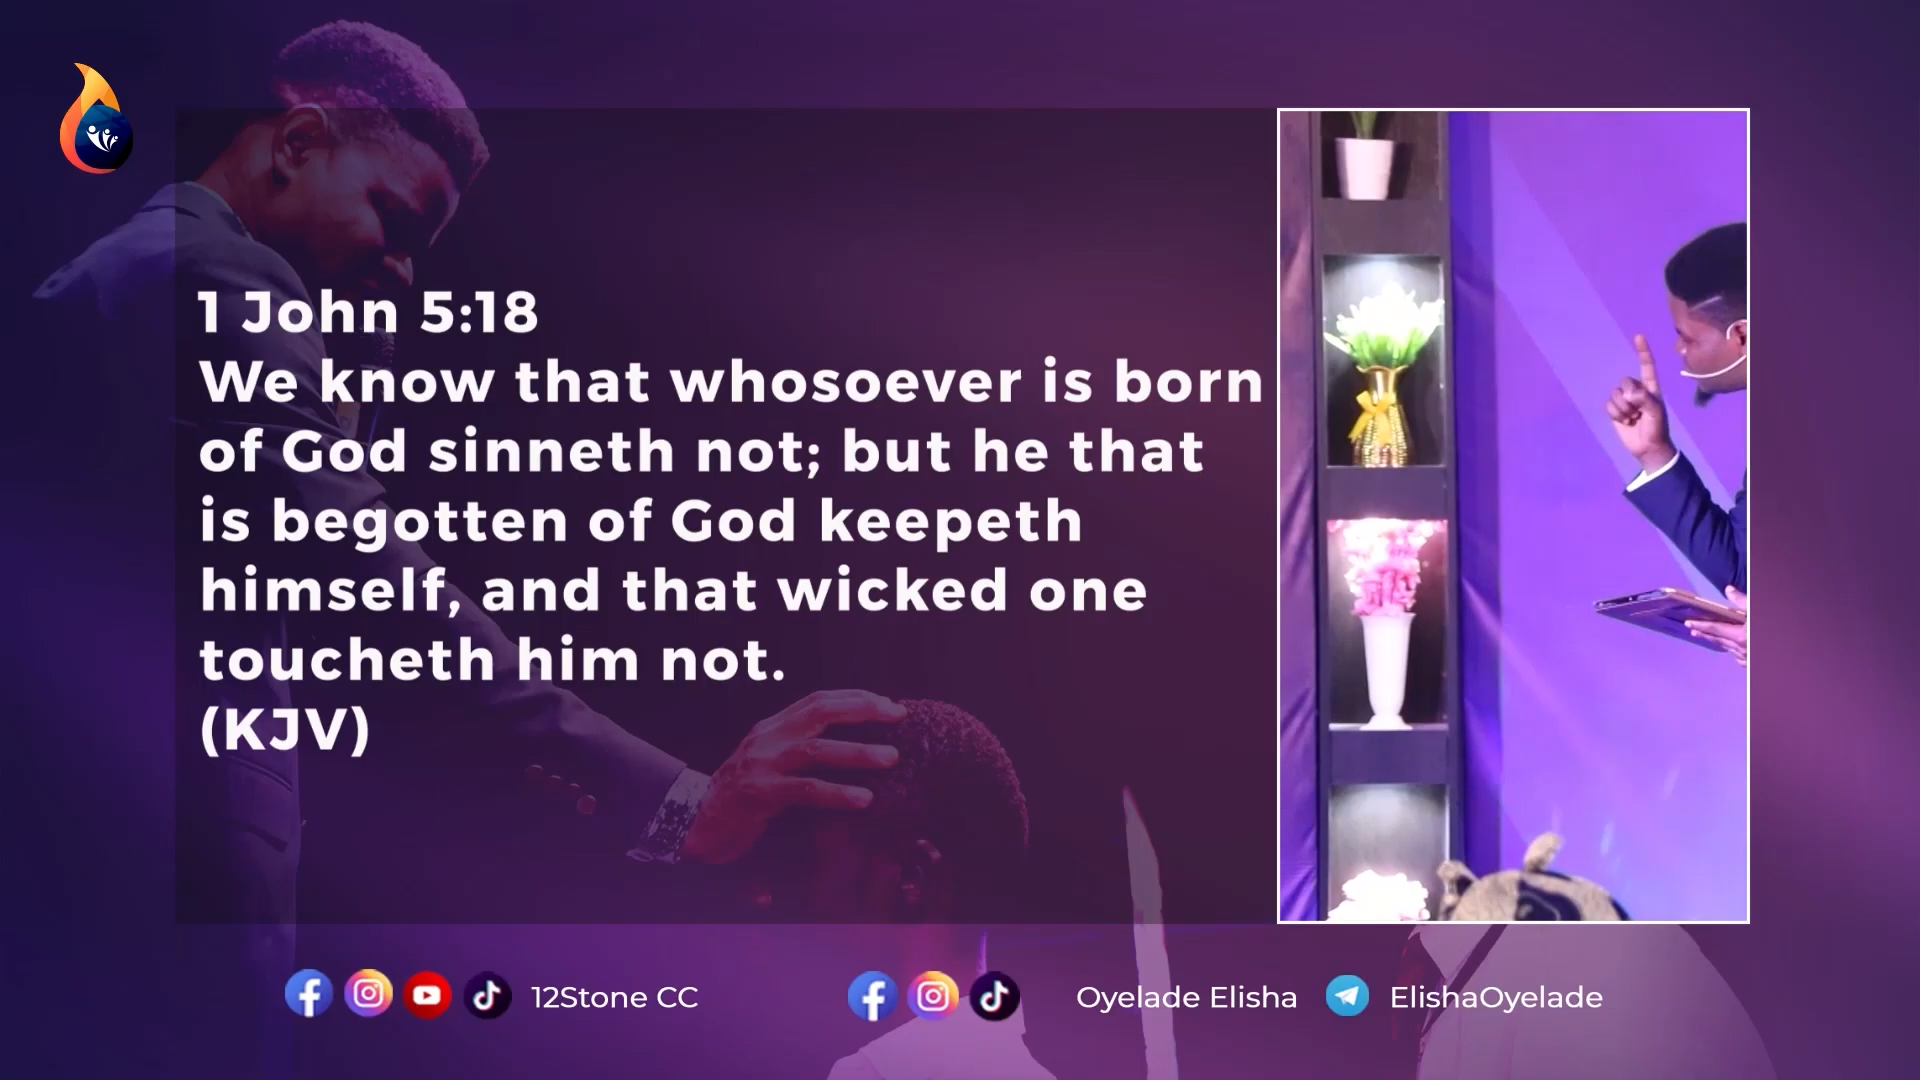 1 John 5:18
We know that whosoever is born
of God sinneth not; but he that
is begotten of God keepeth
himself, and that wicked one
toucheth him not.
(KJV)
12Stone CC
Oyelade Elisha
ElishaOyelade